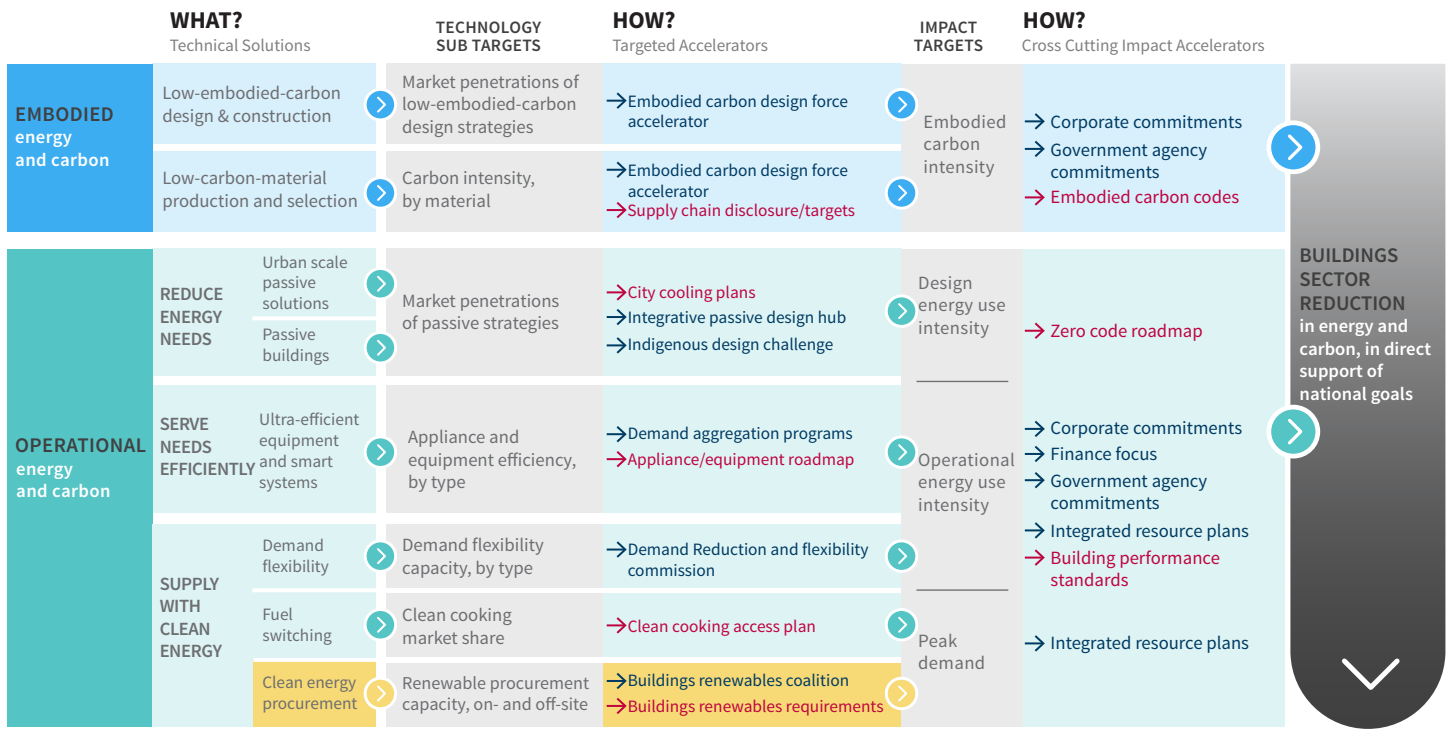 WHAT?
Technical Solutions
TECHNOLOGY
SUB TARGETS
HOW?
Targeted Accelerators
IMPACT
TARGETS
HOW?
Cross Cutting Impact Accelerators
EMBODIED
energy
and carbon
Low-embodied-carbon
design & construction
Market penetrations of
low-embodied-carbon
design strategies
→Embodied carbon design force
accelerator
Low-carbon-material
production and selection
Carbon intensity,
by material
→Embodied carbon design force
accelerator
→Supply chain disclosure/targets
Embodied
carbon
intensity
→ Corporate commitments
→ Government agency
commitments
→ Embodied carbon codes
OPERATIONAL
energy
and carbon
REDUCE
ENERGY
NEEDS
Urban scale
passive
solutions
Passive
buildings
Market penetrations
of passive strategies
→City cooling plans
→Integrative passive design hub
→Indigenous design challenge
Design
energy use
intensity
→ Zero code roadmap
SERVE
NEEDS
EFFICIENTLY
Ultra-efficient
equipment
and smart
systems
Appliance and
equipment efficiency,
by type
→Demand aggregation programs
→Appliance/equipment roadmap
Operational
energy use
intensity
→ Corporate commitments
→ Finance focus
→ Government agency
commitments
→ Integrated resource plans
→ Building performance
standards
SUPPLY
WITH
CLEAN
ENERGY
Demand
flexibility
Demand flexibility
capacity, by type
→Demand Reduction and flexibility
commission
Fuel
switching
Clean cooking
market share
→Clean cooking access plan
Clean energy
procurement
Renewable procurement
capacity, on- and off-site
→Buildings renewables coalition
→Buildings renewables requirements
Peak
demand
→ Integrated resource plans
BUILDINGS
SECTOR
REDUCTION
in energy and
carbon, in direct
support of
national goals